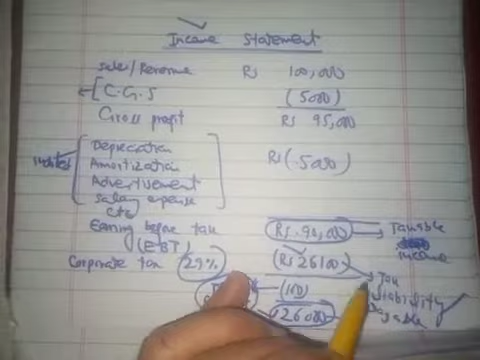 Income Statement
Sale/Revenue Rs 100,000
C.G.S (5000)
Gross profit Rs 95,000
Depreciation
Amortization Rs (5000)
Advertisement
Salary expense
etc
Earning before tax Rs. 90,000 Taxable income
(EBT)
Corporate tax 29% (Rs 26100) Tax
(100) liability
26000 Payable